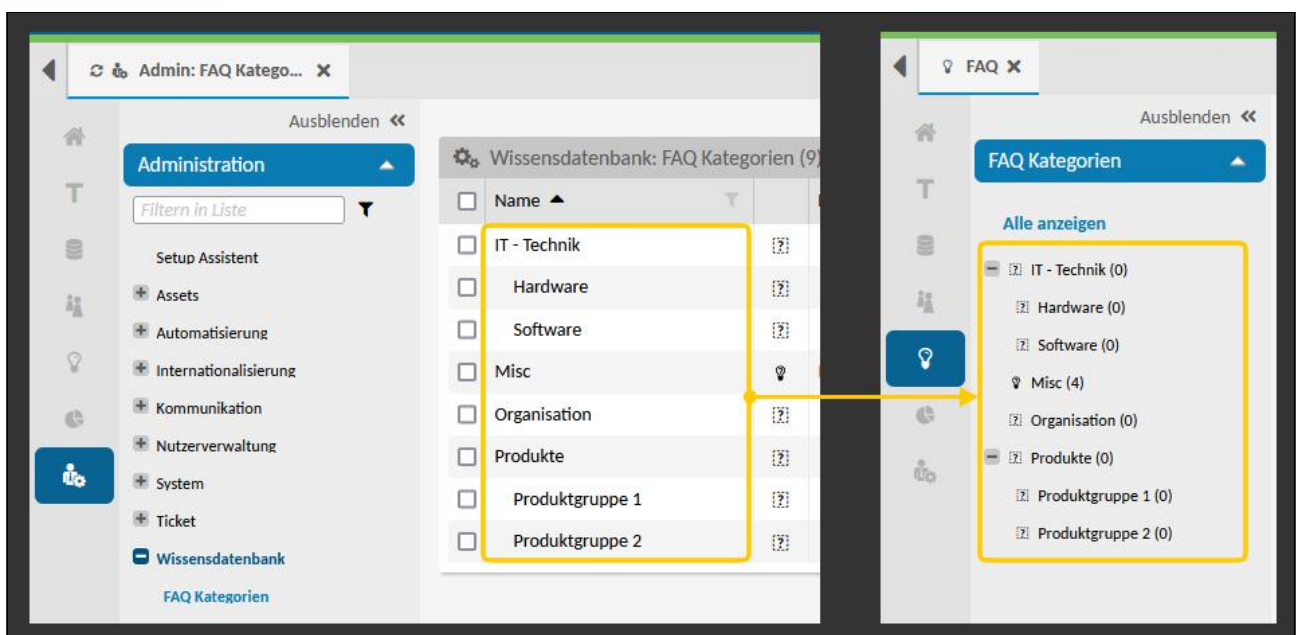 Admin: FAQ Katego...
Ausblenden
Administration
Filtern in Liste
Setup Assistent
Assets
Automatisierung
Internationalisierung
Kommunikation
Nutzerverwaltung
System
Ticket
Wissensdatenbank
FAQ Kategorien
Wissensdatenbank: FAQ Kategorien (9)
Name
IT - Technik
Hardware
Software
Misc
Organisation
Produkte
Produktgruppe 1
Produktgruppe 2
FAQ
Ausblenden
FAQ Kategorien
Alle anzeigen
IT - Technik (0)
Hardware (0)
Software (0)
Misc (4)
Organisation (0)
Produkte (0)
Produktgruppe 1 (0)
Produktgruppe 2 (0)